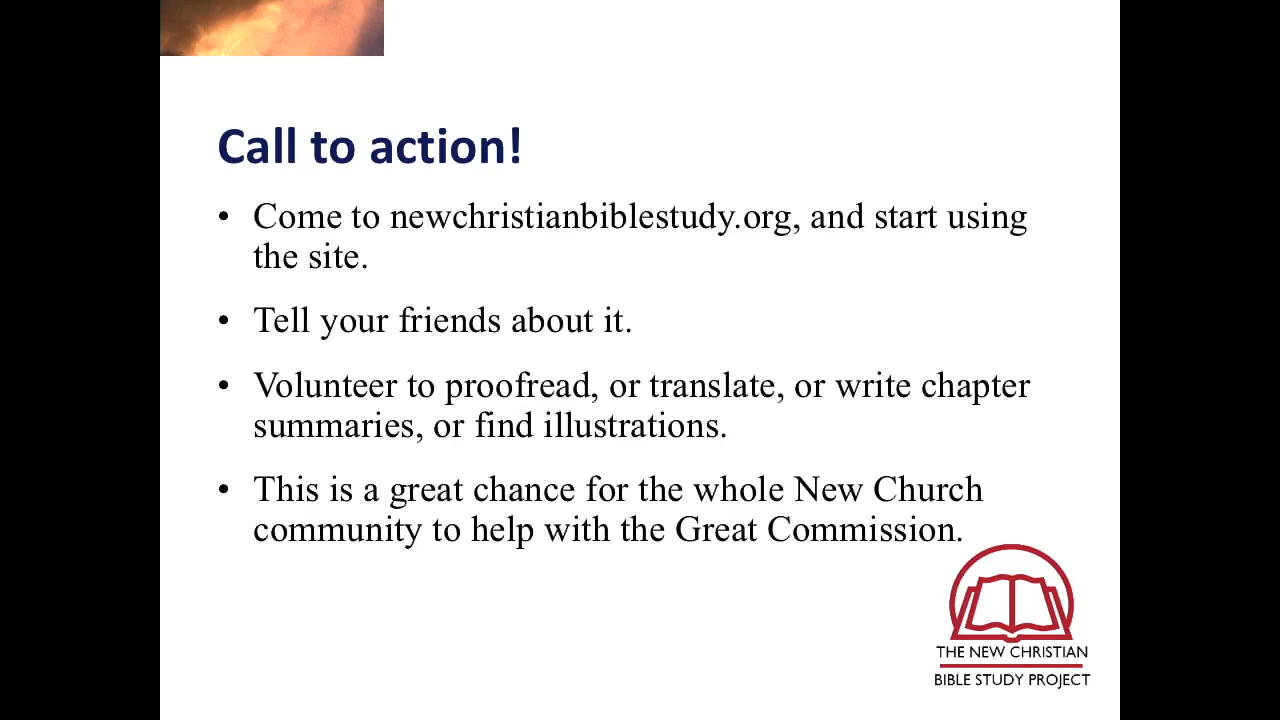 Call to action!
• Come to newchristianbiblestudy.org, and start using
the site.
• Tell your friends about it.
• Volunteer to proofread, or translate, or write chapter
summaries, or find illustrations.
• This is a great chance for the whole New Church
community to help with the Great Commission.
THE NEW CHRISTIAN
BIBLE STUDY PROJECT